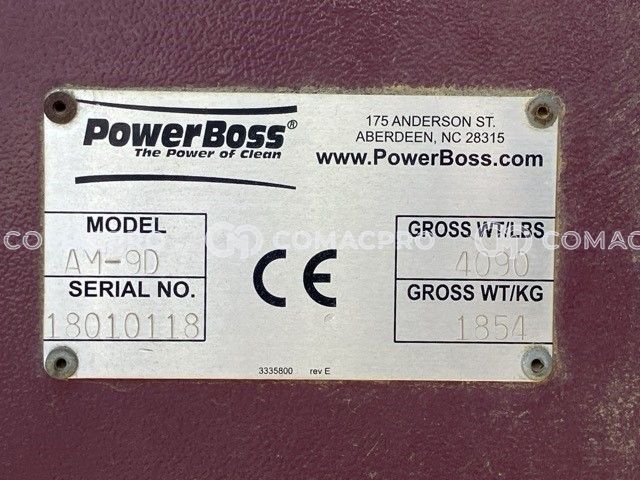 PowerBoss®
The Power of Clean
175 ANDERSON ST.
ABERDEEN, NC 28315
www.PowerBoss.com
MODEL
AM-9D
SERIAL NO.
18010118
CE
GROSS WT/LBS
4090
GROSS WT/KG
1854
3335800 rev E
COMACPRO
COMACPRO
COMACPRO